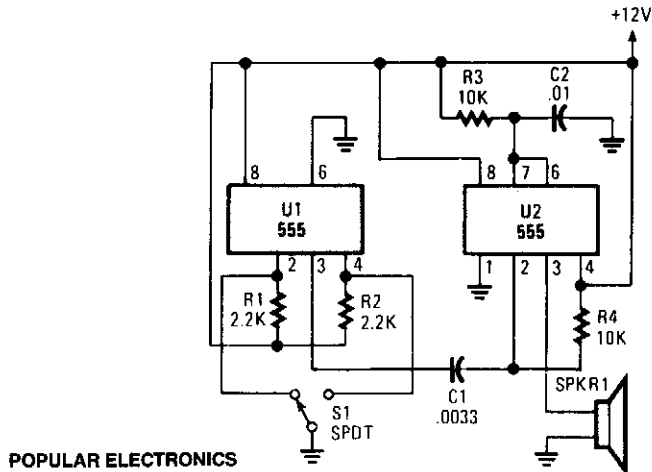 +12V
R3
10K
C2
.01
8
6
8
7
6
U1
555
U2
555
2
3
4
1
2
3
4
R1
2.2K
R2
2.2K
R4
10K
S1
SPDT
C1
.0033
SPKR1
POPULAR ELECTRONICS